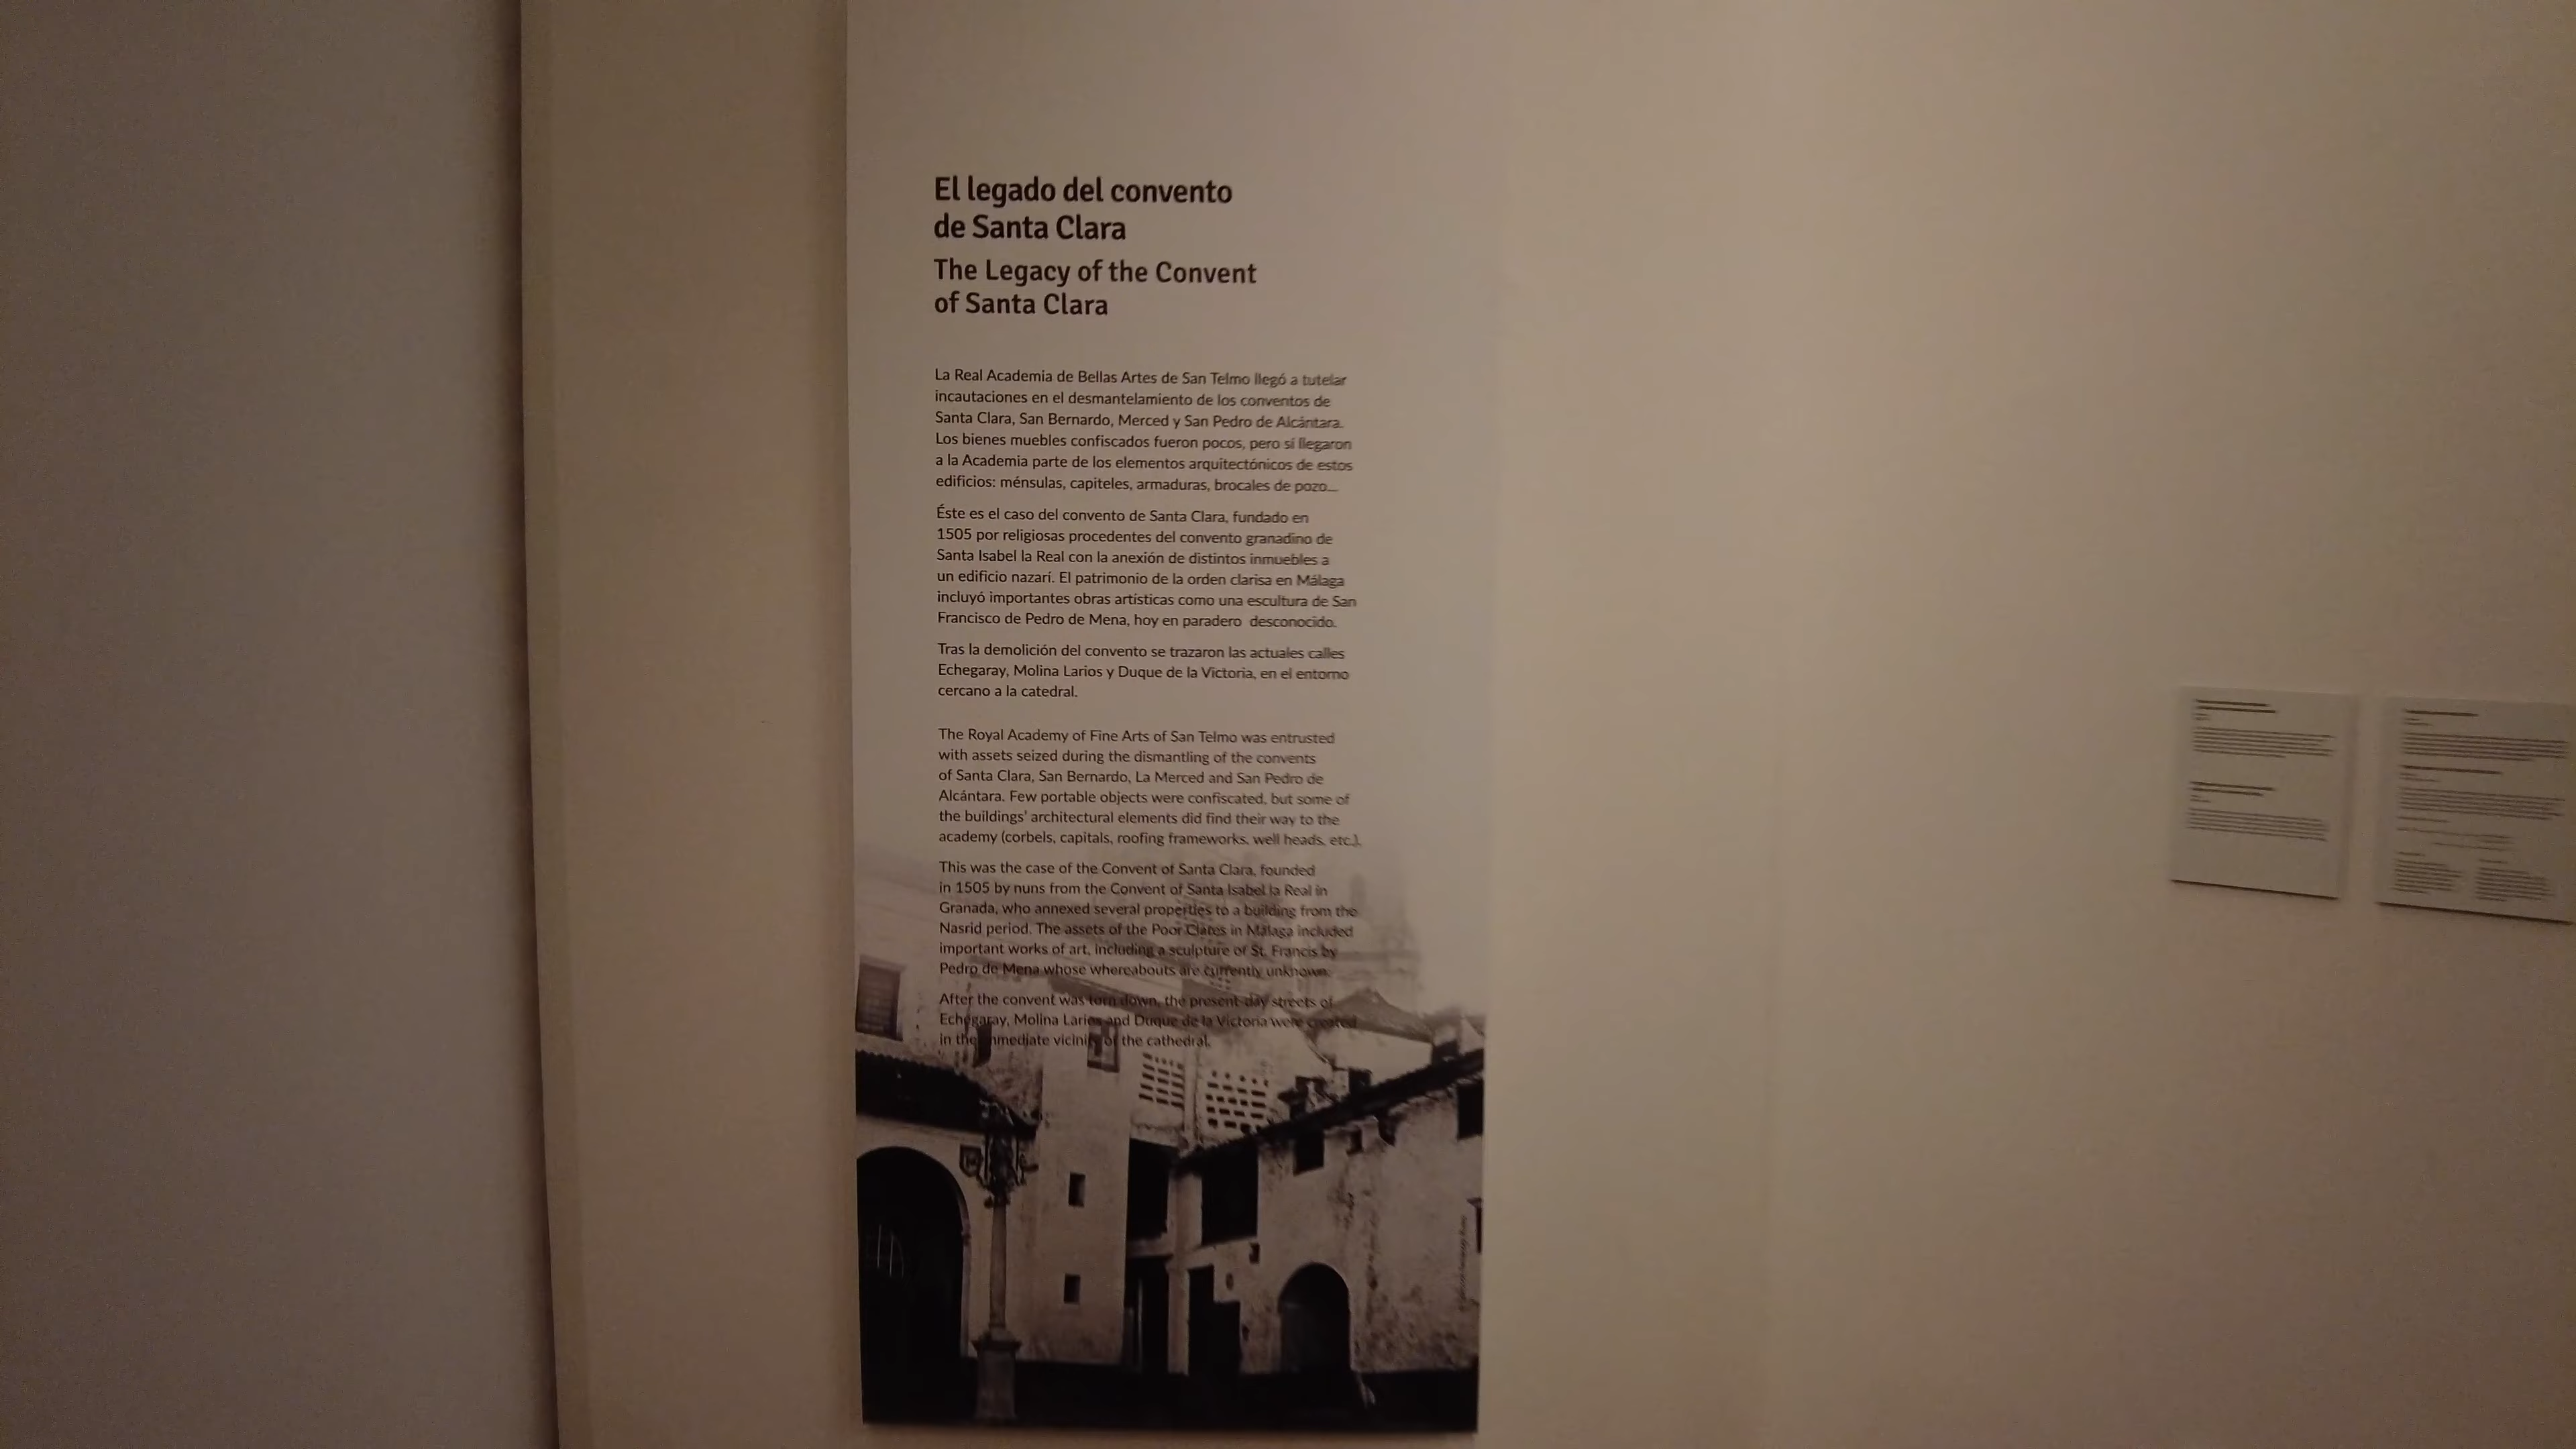 El legado del convento
de Santa Clara
The Legacy of the Convent
of Santa Clara
La Real Academia de Bellas Artes de San Telmo llegó a tutelar
incautaciones en el desmantelamiento de los conventos de
Santa Clara, San Bernardo, Merced y San Pedro de Alcántara.
Los bienes muebles confiscados fueron pocos, pero sí llegaron
a la Academia parte de los elementos arquitectónicos de estos
edificios: ménsulas, capiteles, armaduras, brocales de pozo...
Éste es el caso del convento de Santa Clara, fundado en
1505 por religiosas procedentes del convento granadino de
Santa Isabel la Real con la anexión de distintos inmuebles a
un edificio nazarí. El patrimonio de la orden clarisa en Málaga
incluyó importantes obras artísticas como una escultura de San
Francisco de Pedro de Mena, hoy en paradero desconocido.
Tras la demolición del convento se trazaron las actuales calles
Echegaray, Molina Larios y Duque de la Victoria, en el entorno
cercano a la catedral.
The Royal Academy of Fine Arts of San Telmo was entrusted
with assets seized during the dismantling of the convents
of Santa Clara, San Bernardo, La Merced and San Pedro de
Alcántara. Few portable objects were confiscated, but some of
the buildings' architectural elements did find their way to the
academy (corbels, capitals, roofing frameworks, well heads, etc.).
This was the case of the Convent of Santa Clara, founded
in 1505 by nuns from the Convent of Santa Isabel la Real in
Granada, who annexed several properties to a building from the
Nasrid period. The assets of the Poor Clares in Málaga included
important works of art, including a sculpture of St. Francis by
Pedro de Mena whose whereabouts are currently unknown.
After the convent was torn down, the present-day streets of
Echegaray, Molina Larios and Duque de la Victoria were created
in the immediate vicinity of the cathedral.